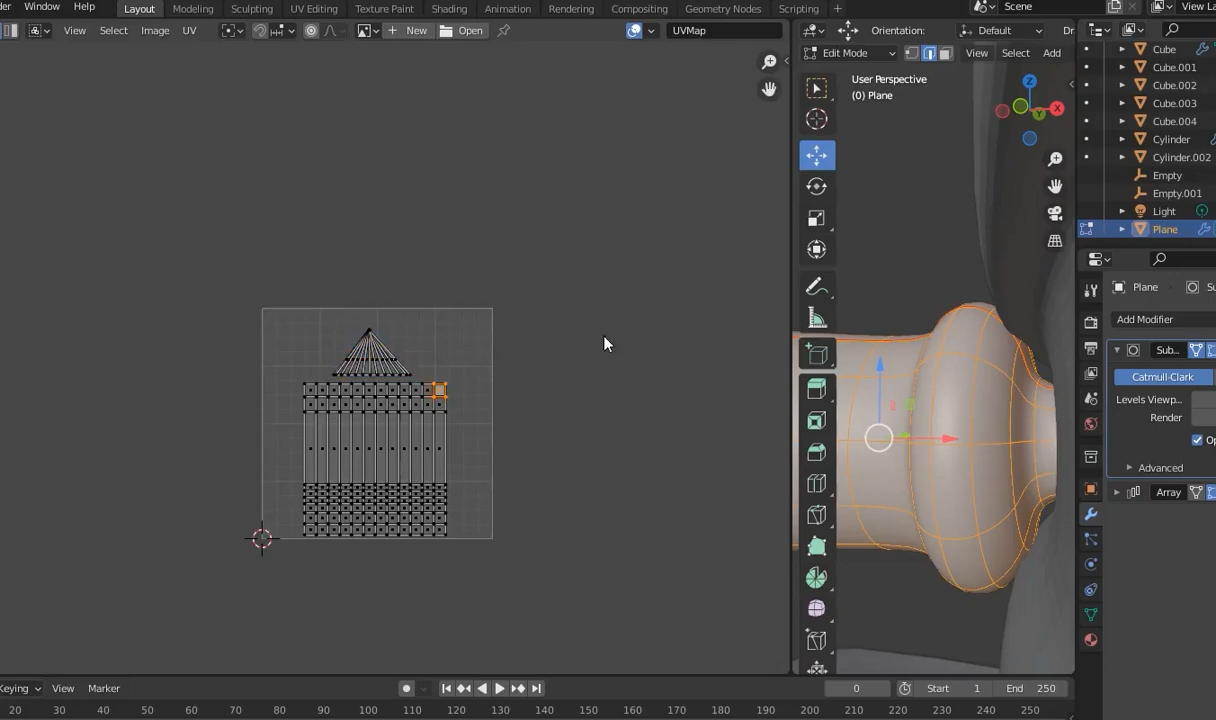 der Window Help Layout Modeling Sculpting UV Editing Texture Paint Shading Animation Rendering Compositing Geometry Nodes Scripting + Scene View La
View Select Image UV New Open UVMap Orientation: Default Dr
Edit Mode View Select Add
User Perspective
(0) Plane
Z
X
Y
Cube
Cube.001
Cube.002
Cube.003
Cube.004
Cylinder
Cylinder.002
Empty
Empty.001
Light
Plane
Plane Su
Add Modifier
Sub...
Catmull-Clark
Levels Viewp...
Render
Op
Advanced
Array
Keying View Marker 0 Start 1 End 250
20 30 40 50 60 70 80 90 100 110 120 130 140 150 160 170 180 190 200 210 220 230 240 250